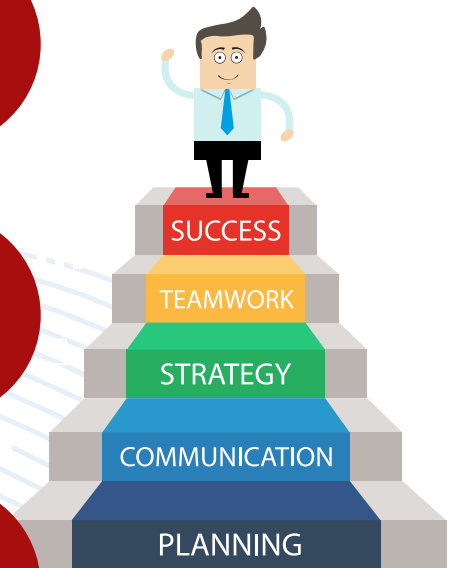 SUCCESS
TEAMWORK
STRATEGY
COMMUNICATION
PLANNING